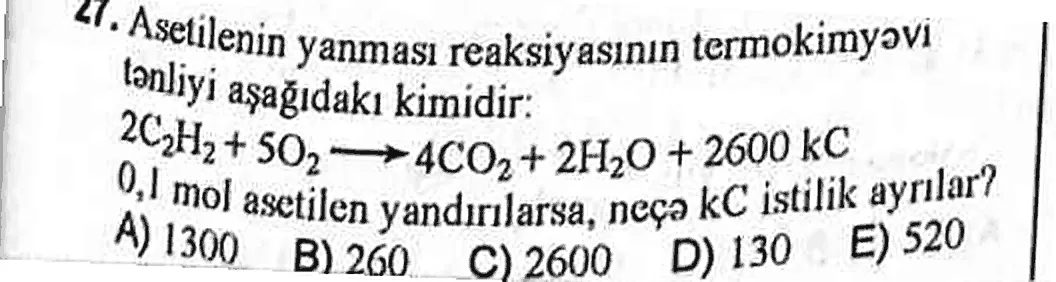 27. Asetilenin yanması reaksiyasının termokimyəvi
tənliyi aşağıdakı kimidir:
2C₂H₂ + 5O₂ ⟶ 4CO₂ + 2H₂O + 2600 kC
0,1 mol asetilen yandırılarsa, neçə kC istilik ayrılar?
A) 1300 B) 260 C) 2600 D) 130 E) 520